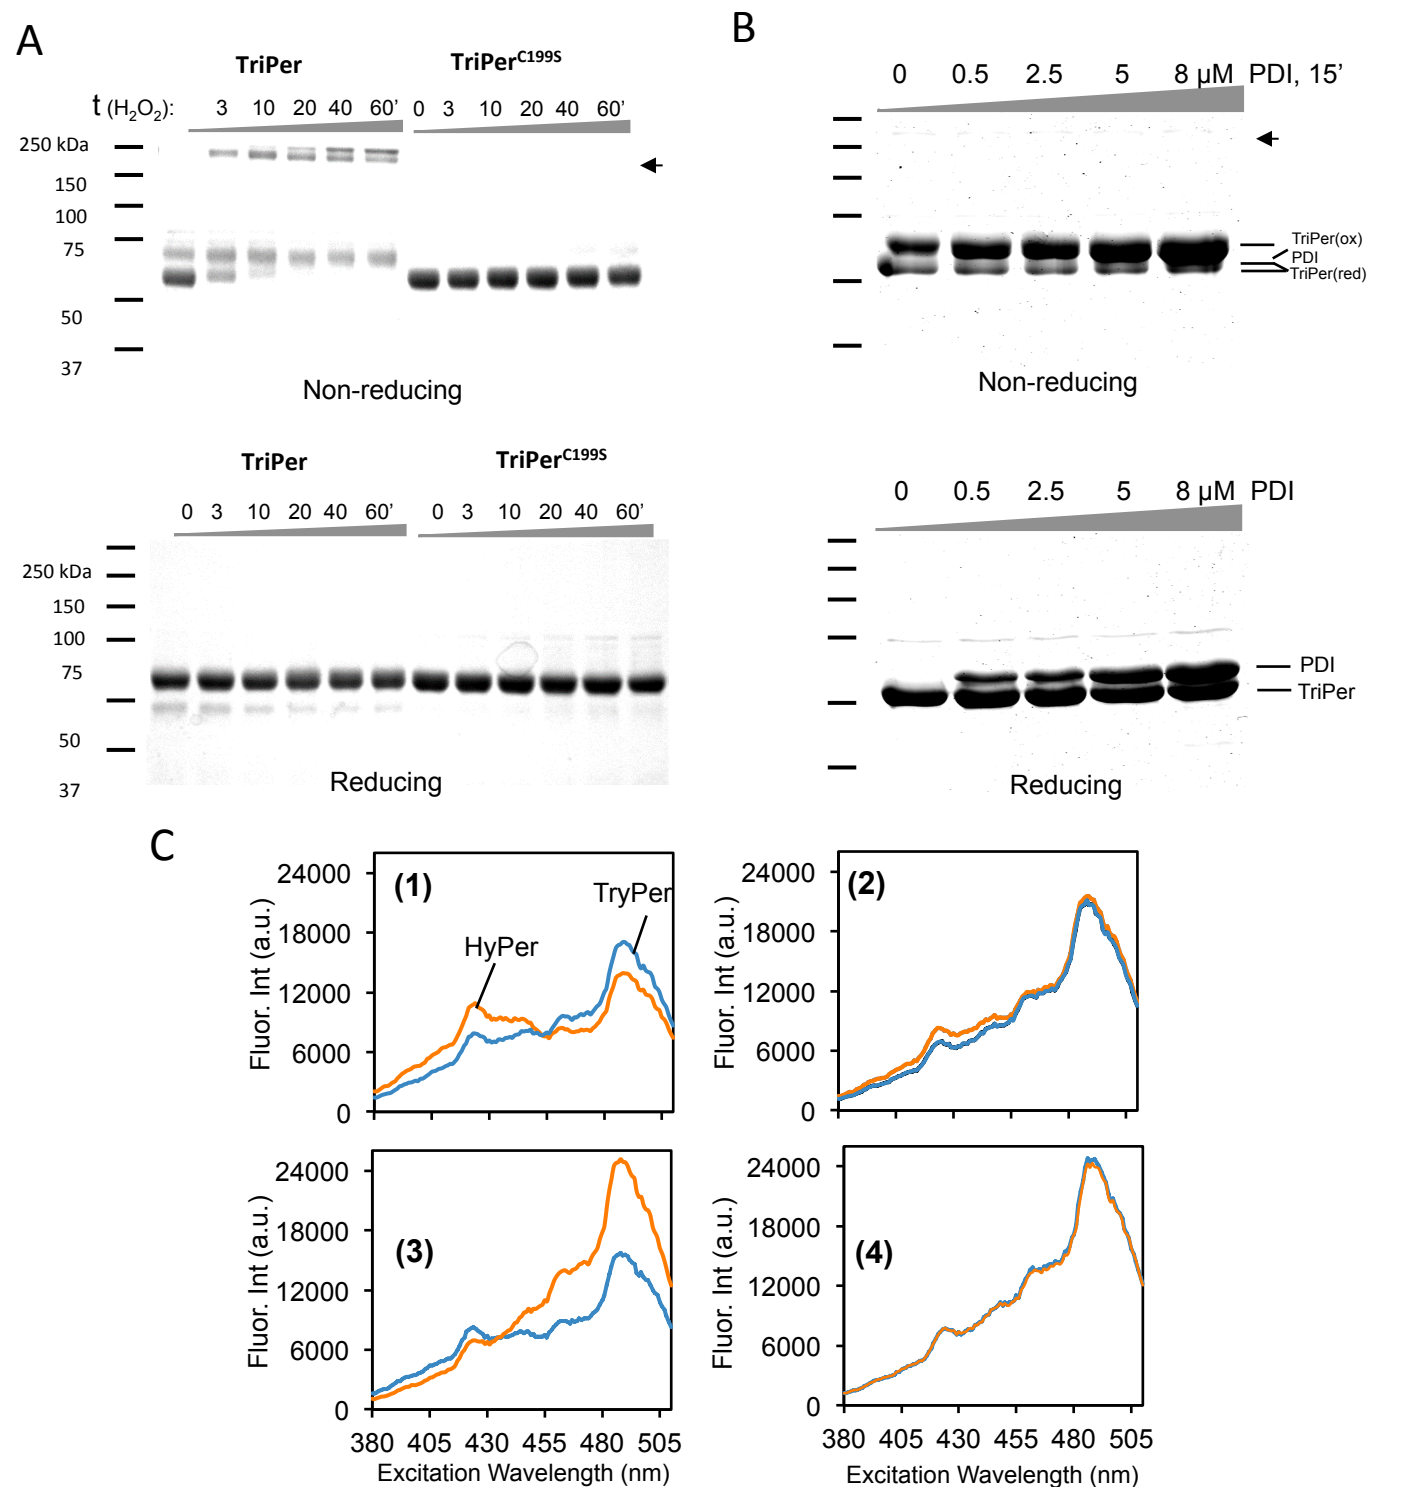 A
TriPer
TriPerC199S
t (H2O2):
3 10 20 40 60’ 0 3 10 20 40 60’
250 kDa
150
100
75
50
37
Non-reducing
TriPer
TriPerC199S
0 3 10 20 40 60’ 0 3 10 20 40 60’
250 kDa
150
100
75
50
37
Reducing
B
0 0.5 2.5 5 8 µM PDI, 15’
TriPer(ox)
PDI
TriPer(red)
Non-reducing
0 0.5 2.5 5 8 µM PDI
PDI
TriPer
Reducing
C
(1)
HyPer
TryPer
24000
18000
12000
6000
0
Fluor. Int (a.u.)
(2)
24000
18000
12000
6000
0
Fluor. Int (a.u.)
(3)
24000
18000
12000
6000
0
Fluor. Int (a.u.)
380 405 430 455 480 505
Excitation Wavelength (nm)
(4)
24000
18000
12000
6000
0
Fluor. Int (a.u.)
380 405 430 455 480 505
Excitation Wavelength (nm)